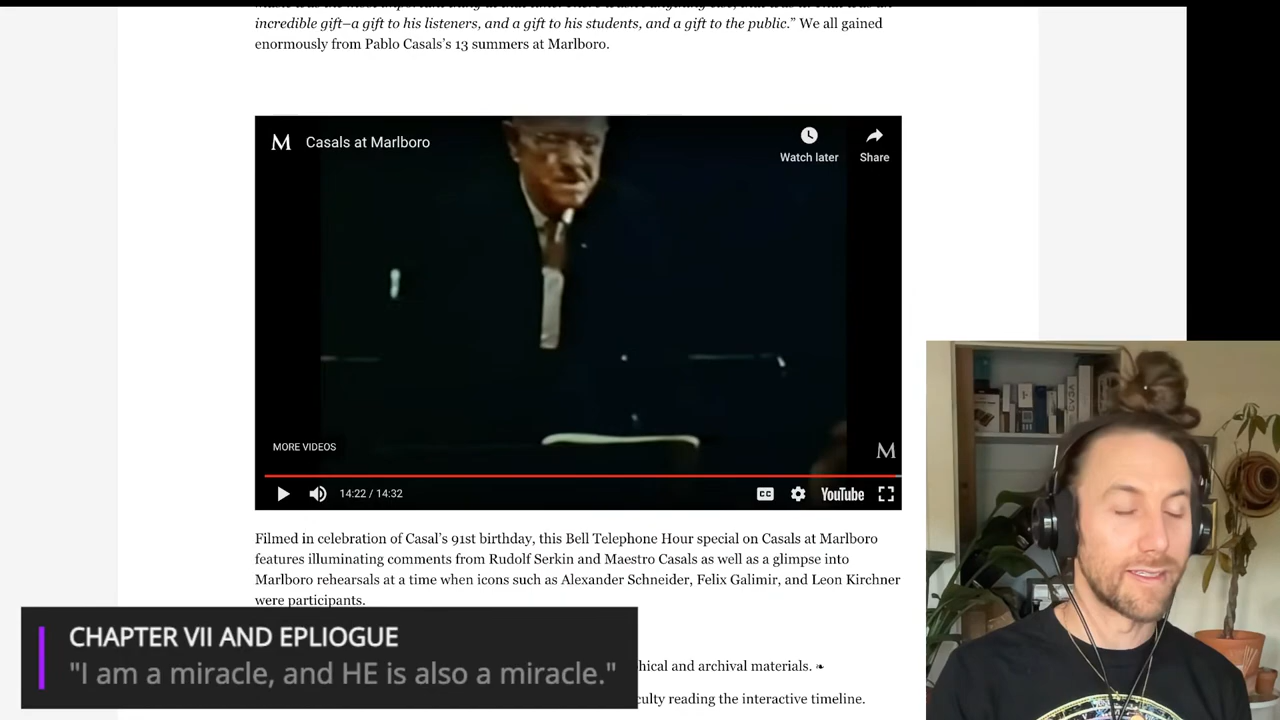 incredible gift–a gift to his listeners, and a gift to his students, and a gift to the public.” We all gained
enormously from Pablo Casals’s 13 summers at Marlboro.
M Casals at Marlboro
Watch later
Share
MORE VIDEOS
M
14:22 / 14:32
CC
YouTube
Filmed in celebration of Casal’s 91st birthday, this Bell Telephone Hour special on Casals at Marlboro
features illuminating comments from Rudolf Serkin and Maestro Casals as well as a glimpse into
Marlboro rehearsals at a time when icons such as Alexander Schneider, Felix Galimir, and Leon Kirchner
were participants.
CHAPTER VII AND EPLIOGUE
"I am a miracle, and HE is also a miracle."
hical and archival materials. ❧
culty reading the interactive timeline.
EVGA